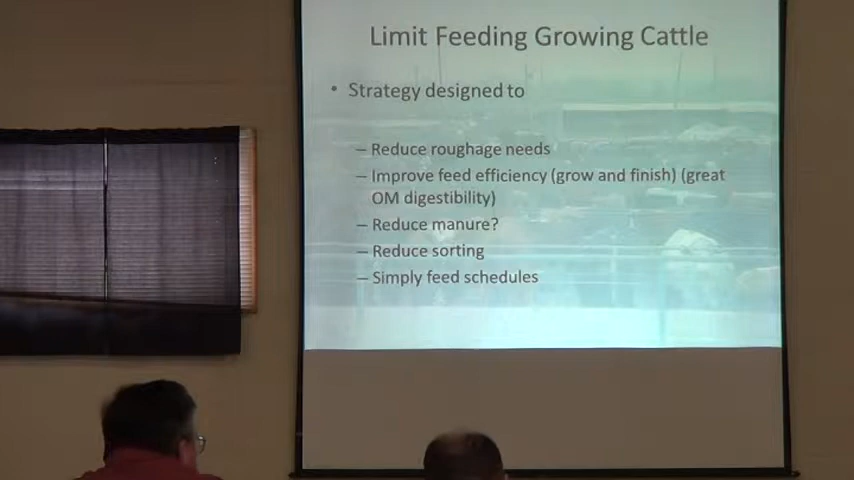 Limit Feeding Growing Cattle
• Strategy designed to
– Reduce roughage needs
– Improve feed efficiency (grow and finish) (great
OM digestibility)
– Reduce manure?
– Reduce sorting
– Simply feed schedules